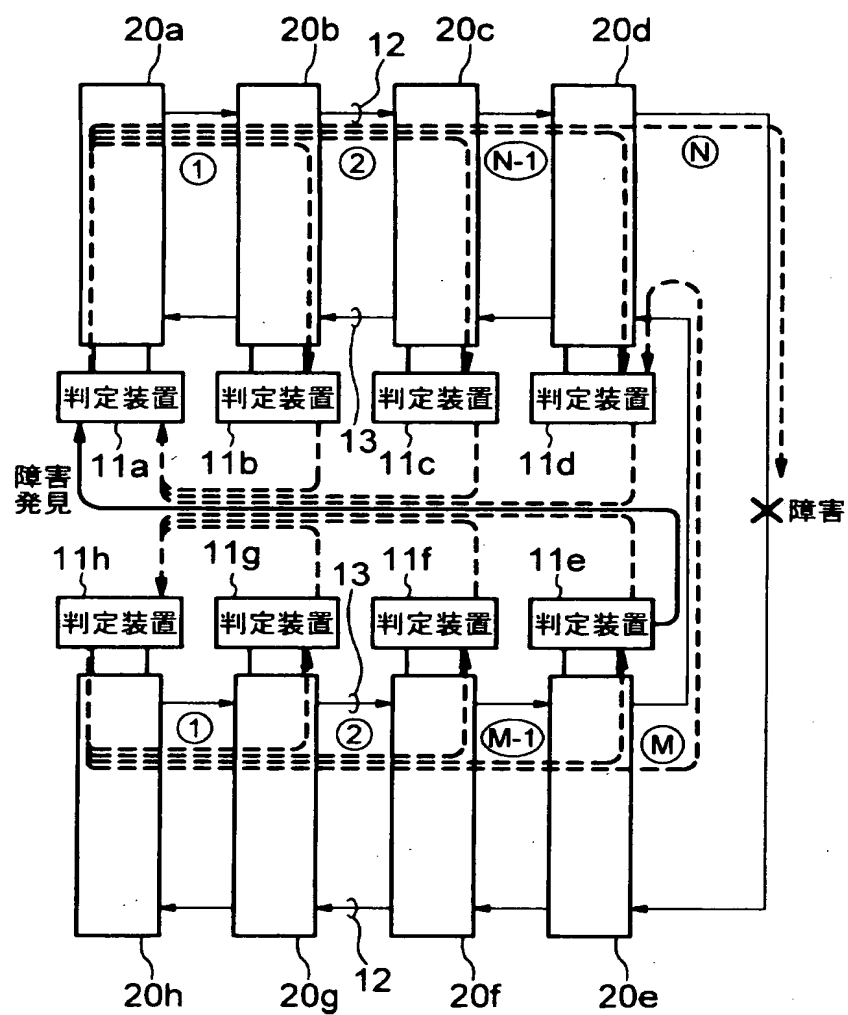 20a 20b 12 20c 20d
① ② N-1 N
判定装置 判定装置 判定装置 判定装置
11a 11b 13 11c 11d
障害
発見
障害
11h 11g 13 11f 11e
判定装置 判定装置 判定装置 判定装置
① ② M-1 M
20h 20g 12 20f 20e